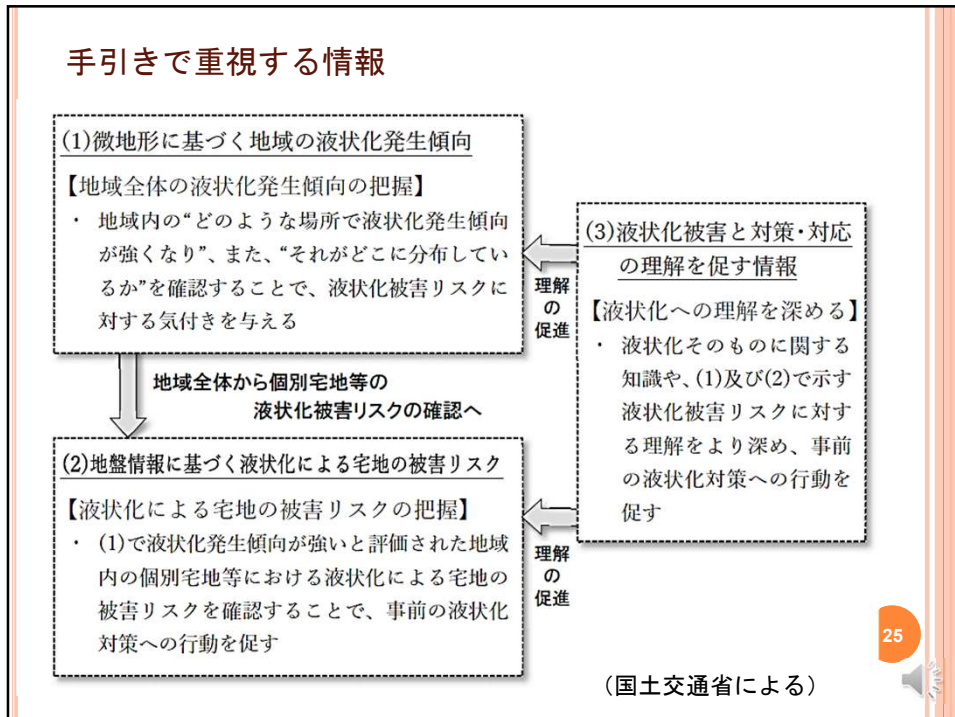 手引きで重視する情報
(1)微地形に基づく地域の液状化発生傾向
【地域全体の液状化発生傾向の把握】
・ 地域内の“どのような場所で液状化発生傾向
が強くなり”、また、“それがどこに分布してい
るか”を確認することで、液状化被害リスクに
対する気付きを与える
地域全体から個別宅地等の
液状化被害リスクの確認へ
(2)地盤情報に基づく液状化による宅地の被害リスク
【液状化による宅地の被害リスクの把握】
・ (1)で液状化発生傾向が強いと評価された地域
内の個別宅地等における液状化による宅地の
被害リスクを確認することで、事前の液状化
対策への行動を促す
理解
の
促進
理解
の
促進
(3)液状化被害と対策・対応
の理解を促す情報
【液状化への理解を深める】
・ 液状化そのものに関する
知識や、(1)及び(2)で示す
液状化被害リスクに対す
る理解をより深め、事前
の液状化対策への行動を
促す
25
(国土交通省による)